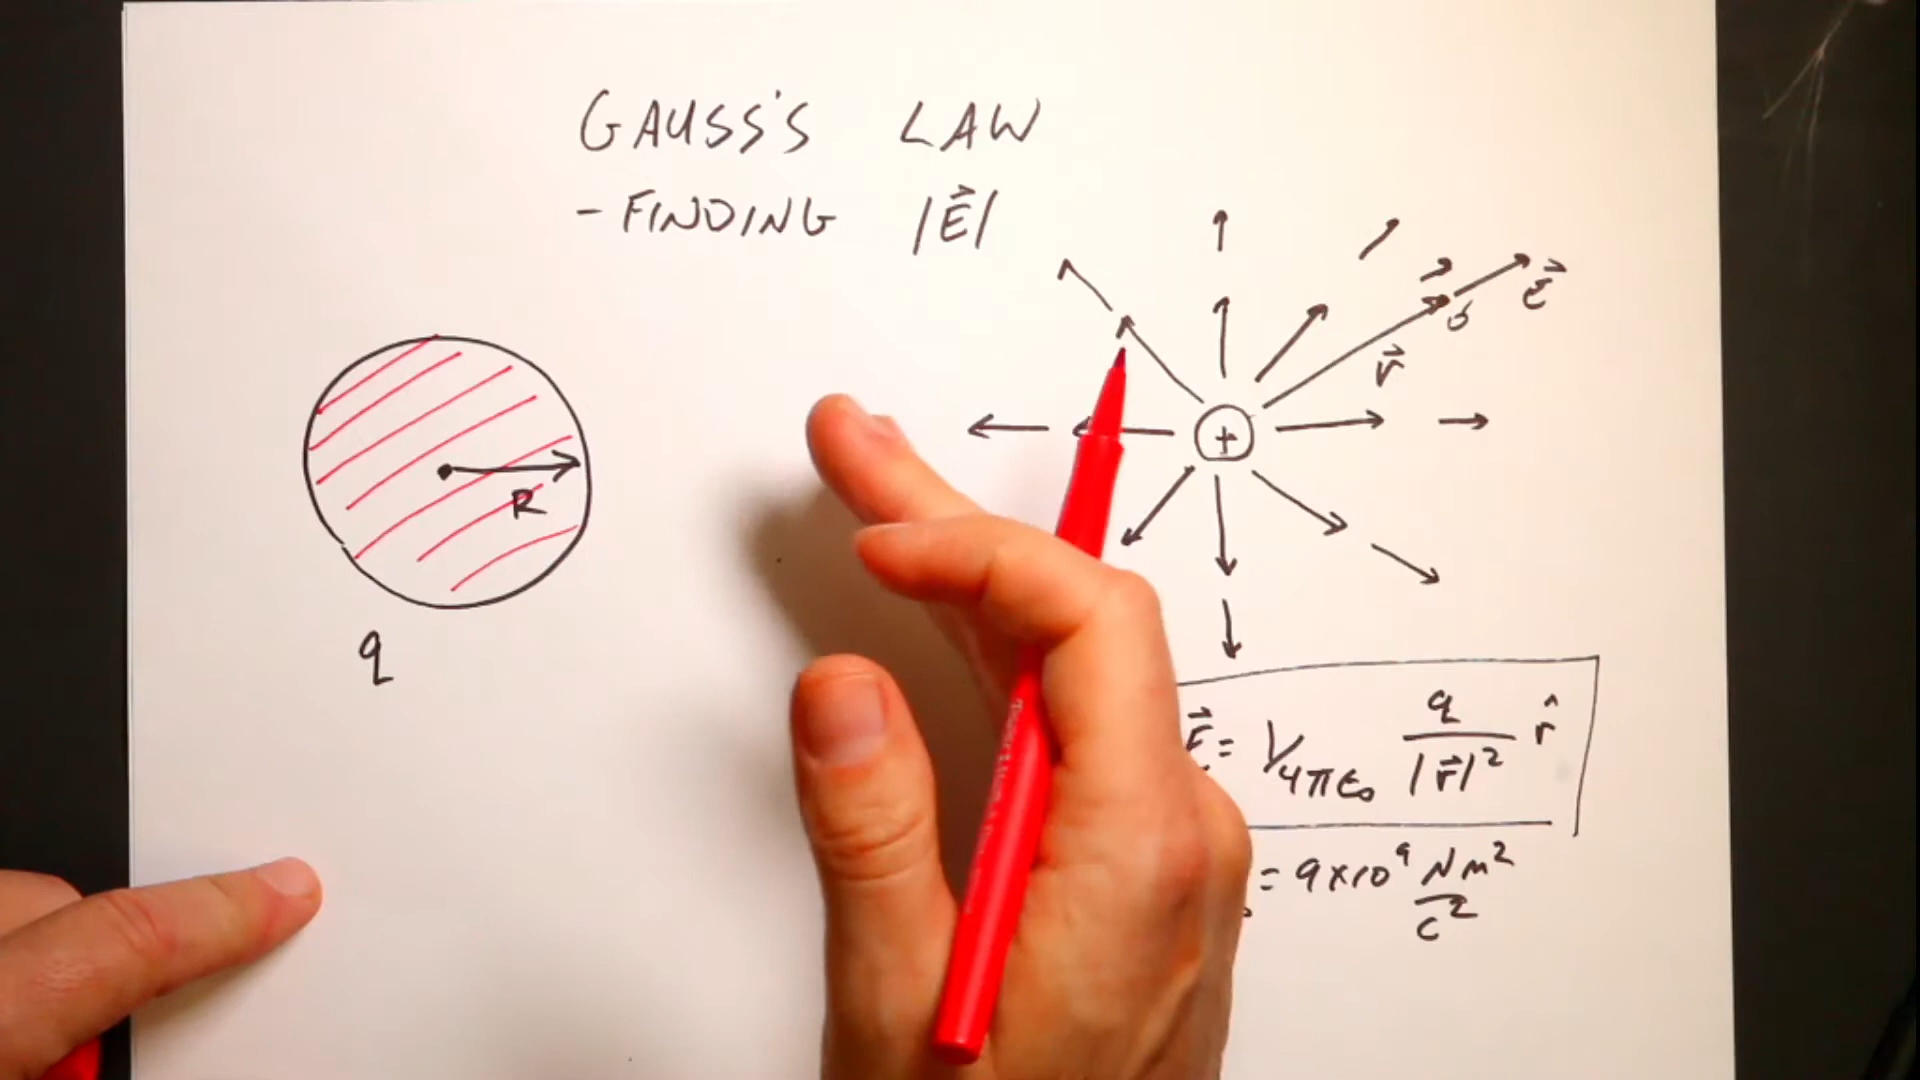 GAUSS'S LAW
- FINDING |E⃗|
E⃗
r⃗
+
R
q
E⃗ = 1/4πε₀ q/|r⃗|² r̂
= 9×10⁹ Nm²/C²